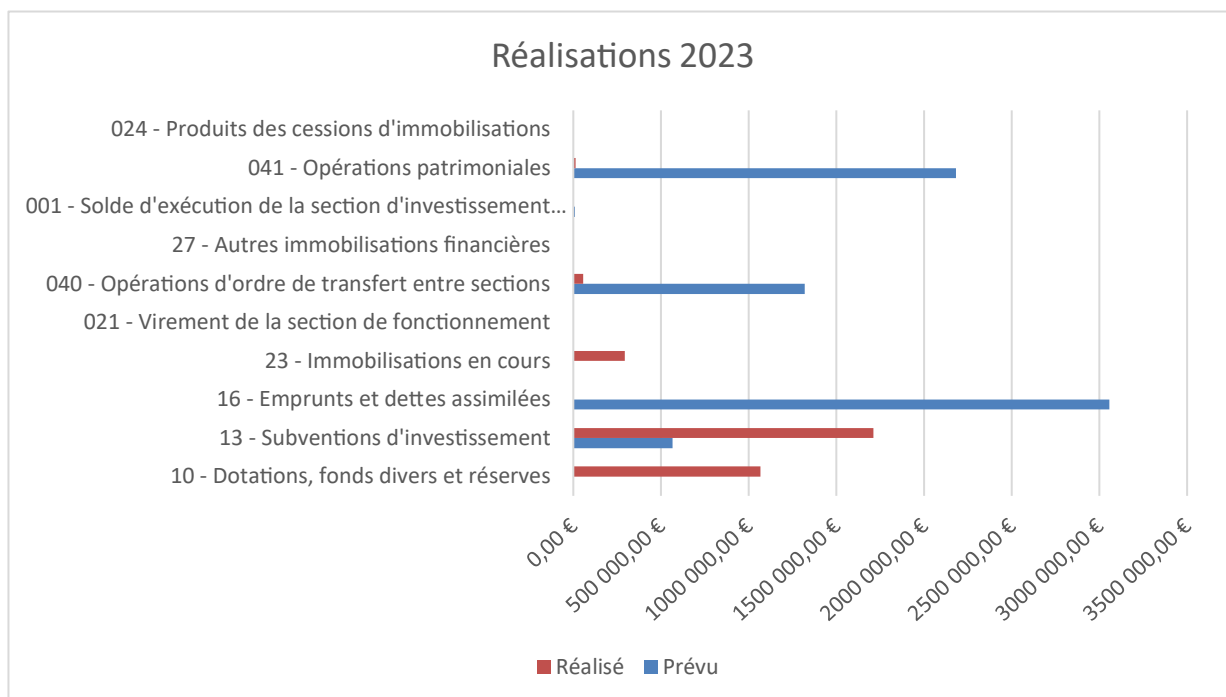 Réalisations 2023
024 - Produits des cessions d'immobilisations
041 - Opérations patrimoniales
001 - Solde d'exécution de la section d'investissement...
27 - Autres immobilisations financières
040 - Opérations d'ordre de transfert entre sections
021 - Virement de la section de fonctionnement
23 - Immobilisations en cours
16 - Emprunts et dettes assimilées
13 - Subventions d'investissement
10 - Dotations, fonds divers et réserves
0,00 €
500 000,00 €
1000 000,00 €
1500 000,00 €
2000 000,00 €
2500 000,00 €
3000 000,00 €
3500 000,00 €
Réalisé
Prévu